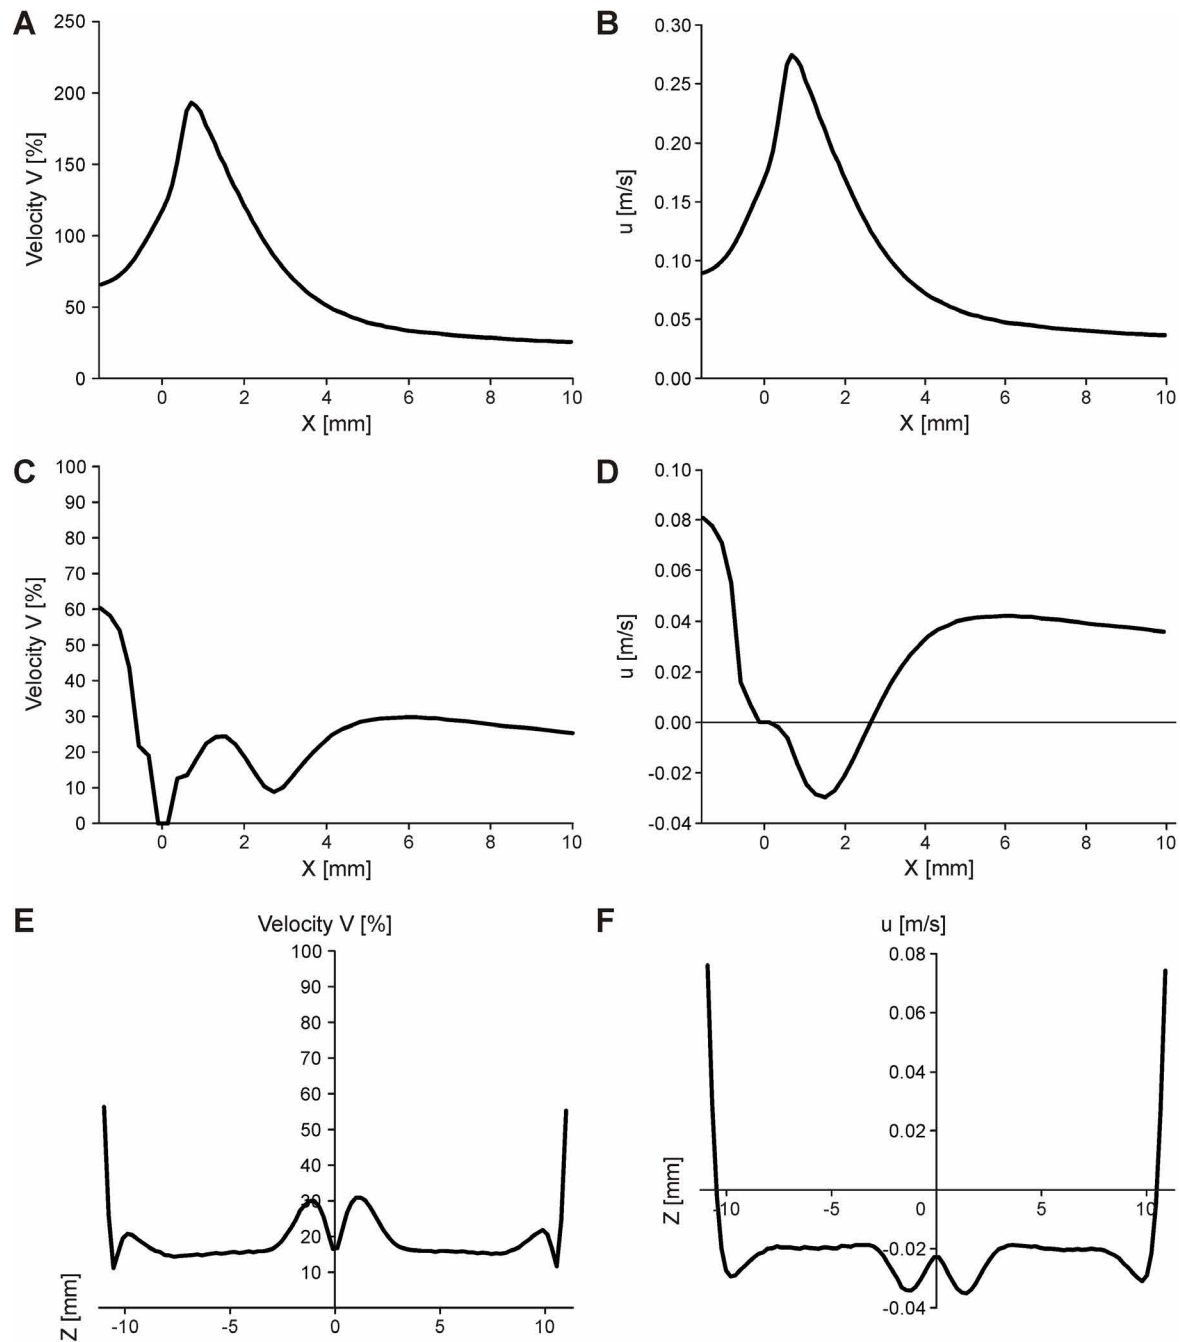 A
250
200
150
100
50
0
Velocity V [%]
0 2 4 6 8 10
X [mm]
B
0.30
0.25
0.20
0.15
0.10
0.05
0.00
u [m/s]
0 2 4 6 8 10
X [mm]
C
100
90
80
70
60
50
40
30
20
10
0
Velocity V [%]
0 2 4 6 8 10
X [mm]
D
0.10
0.08
0.06
0.04
0.02
0.00
-0.02
-0.04
u [m/s]
0 2 4 6 8 10
X [mm]
E
Velocity V [%]
100
90
80
70
60
50
40
30
20
10
Z [mm]
-10 -5 0 5 10
F
u [m/s]
0.08
0.06
0.04
0.02
Z [mm]
-10 -5 0 5 10
-0.02
-0.04